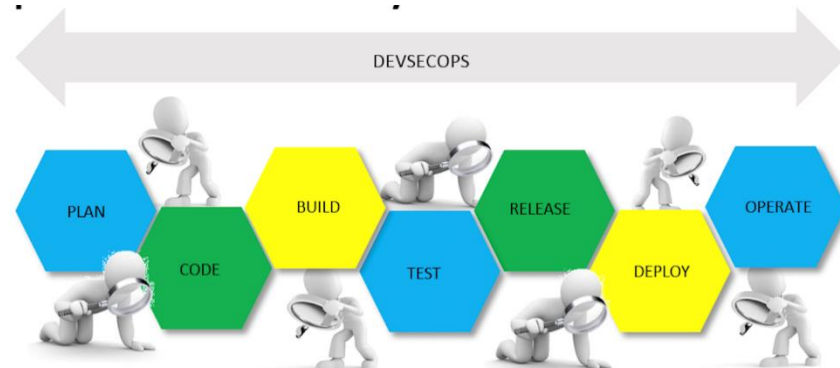 DEVSECOPS
PLAN
CODE
BUILD
TEST
RELEASE
DEPLOY
OPERATE